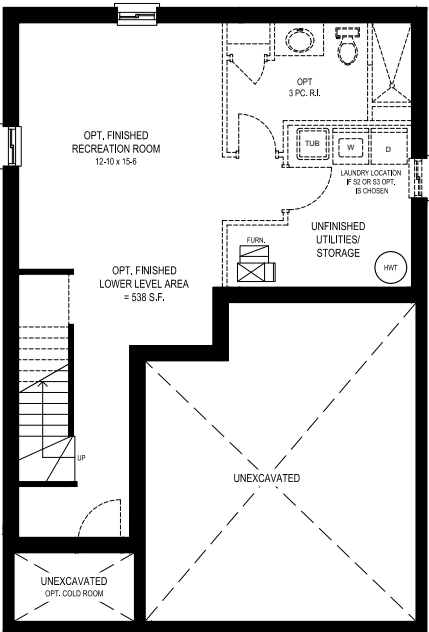 OPT
3 PC. R.I.
OPT. FINISHED
RECREATION ROOM
12-10 x 15-6
TUB
W
D
LAUNDRY LOCATION
IF S2 OR S3 OPT.
IS CHOSEN
UNFINISHED
UTILITIES/
STORAGE
FURN.
HWT
OPT. FINISHED
LOWER LEVEL AREA
= 538 S.F.
UP
UNEXCAVATED
UNEXCAVATED
OPT. COLD ROOM